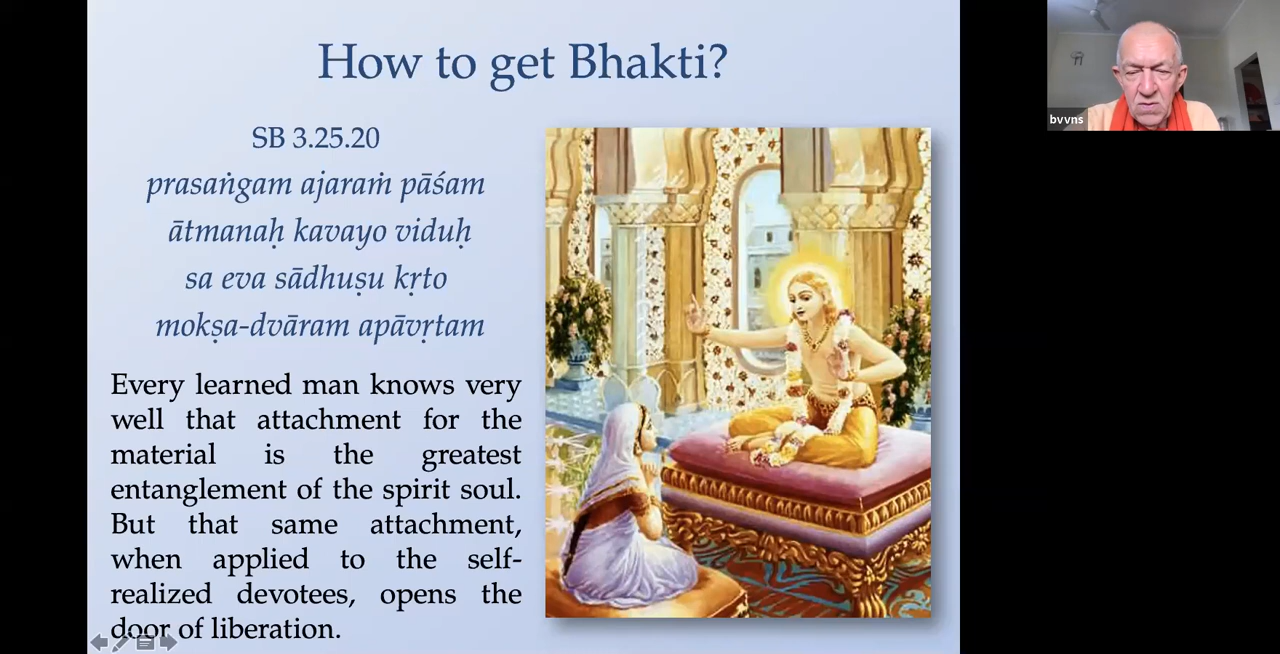 How to get Bhakti?
SB 3.25.20
prasaṅgam ajaraṁ pāśam
ātmanaḥ kavayo viduḥ
sa eva sādhuṣu kṛto
mokṣa-dvāram apāvṛtam
Every learned man knows very
well that attachment for the
material is the greatest
entanglement of the spirit soul.
But that same attachment,
when applied to the self-
realized devotees, opens the
door of liberation.
bvvns